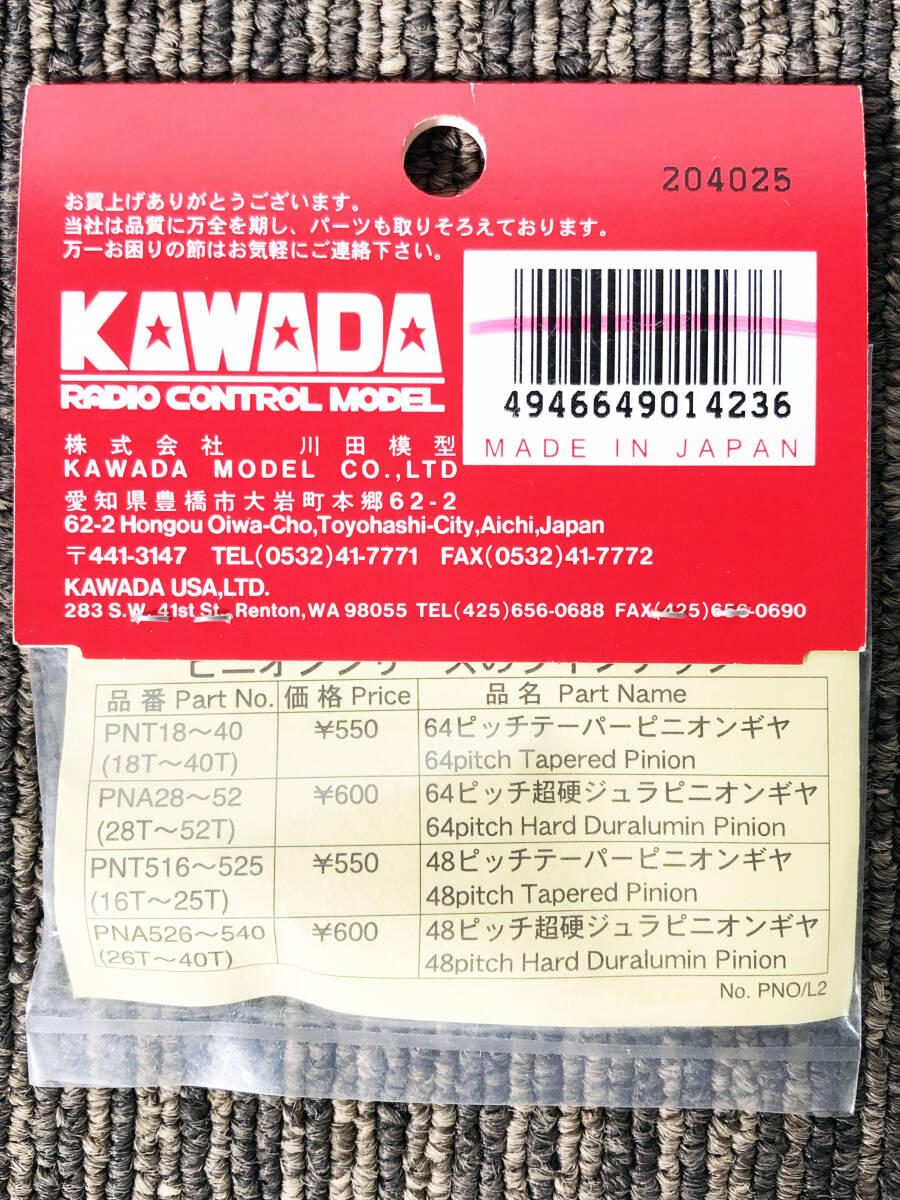 204025
お買上げありがとうございます。
当社は品質に万全を期し、パーツも取りそろえております。
万一お困りの節はお気軽にご連絡下さい。
KAWADA
RADIO CONTROL MODEL
4946649014236
MADE IN JAPAN
株式会社 川田模型
KAWADA MODEL CO.,LTD
愛知県豊橋市大岩町本郷62-2
62-2 Hongou Oiwa-Cho,Toyohashi-City,Aichi,Japan
〒441-3147 TEL(0532)41-7771 FAX(0532)41-7772
KAWADA USA,LTD.
283 S.W. 41st St., Renton,WA 98055 TEL(425)656-0688 FAX(425)656-0690
品番 Part No. 価格 Price 品名 Part Name
PNT18～40 ¥550 64ピッチテーパーピニオンギヤ
(18T～40T) 64pitch Tapered Pinion
PNA28～52 ¥600 64ピッチ超硬ジュラピニオンギヤ
(28T～52T) 64pitch Hard Duralumin Pinion
PNT516～525 ¥550 48ピッチテーパーピニオンギヤ
(16T～25T) 48pitch Tapered Pinion
PNA526～540 ¥600 48ピッチ超硬ジュラピニオンギヤ
(26T～40T) 48pitch Hard Duralumin Pinion
No. PNO/L2